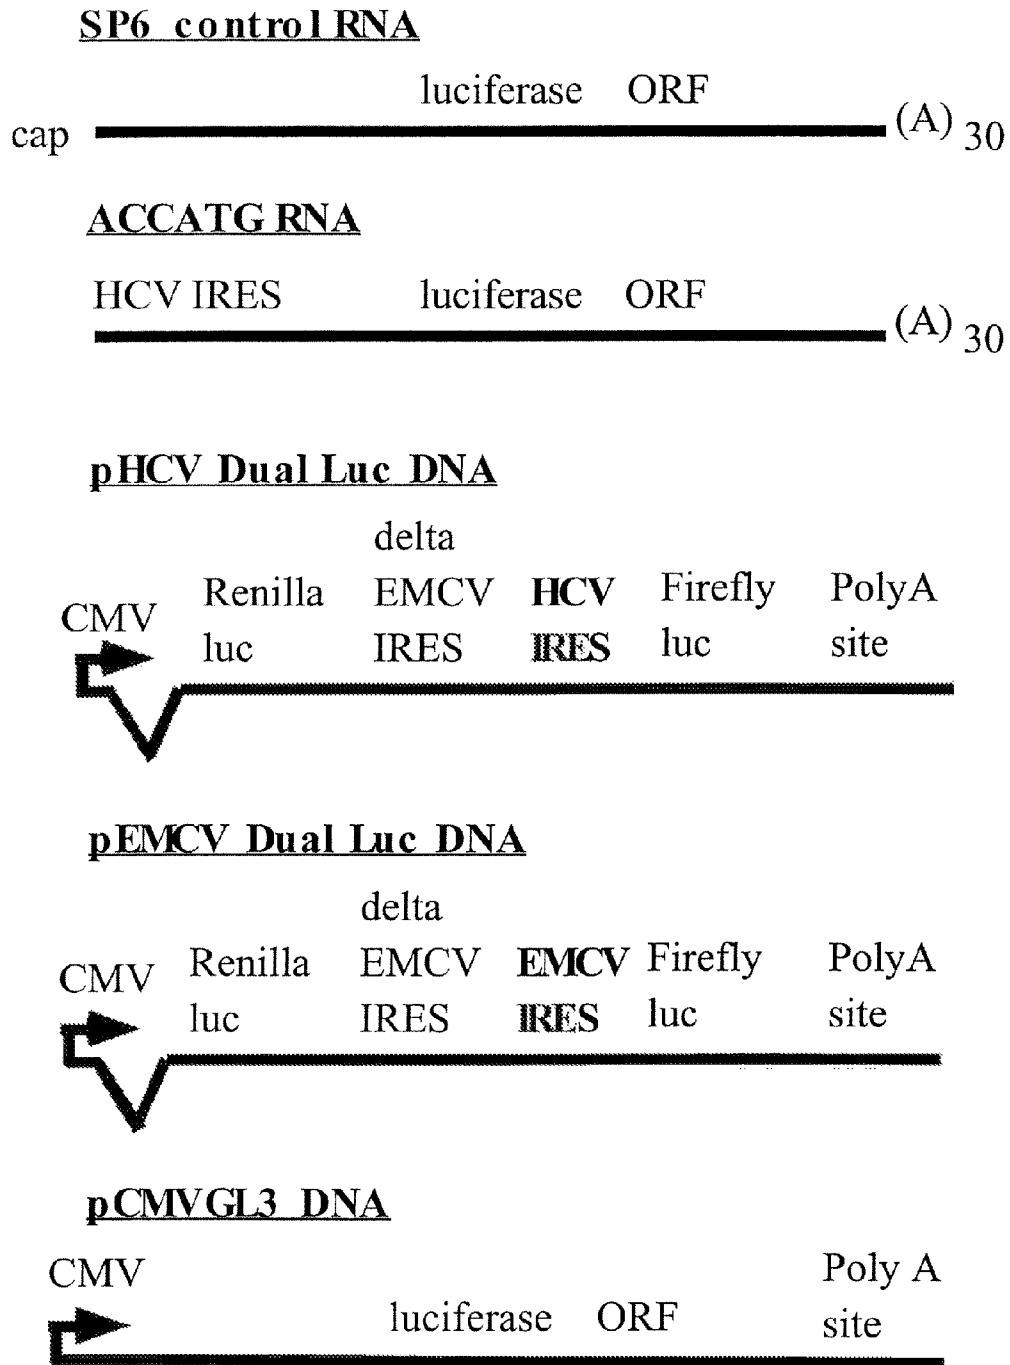 SP6 control RNA
luciferase ORF
cap (A) 30
ACCATG RNA
HCV IRES luciferase ORF
(A) 30
pHCV Dual Luc DNA
delta
CMV Renilla EMCV HCV Firefly PolyA
luc IRES IRES luc site
pEMCV Dual Luc DNA
delta
CMV Renilla EMCV EMCV Firefly PolyA
luc IRES IRES luc site
pCMVGL3 DNA
CMV Poly A
luciferase ORF site